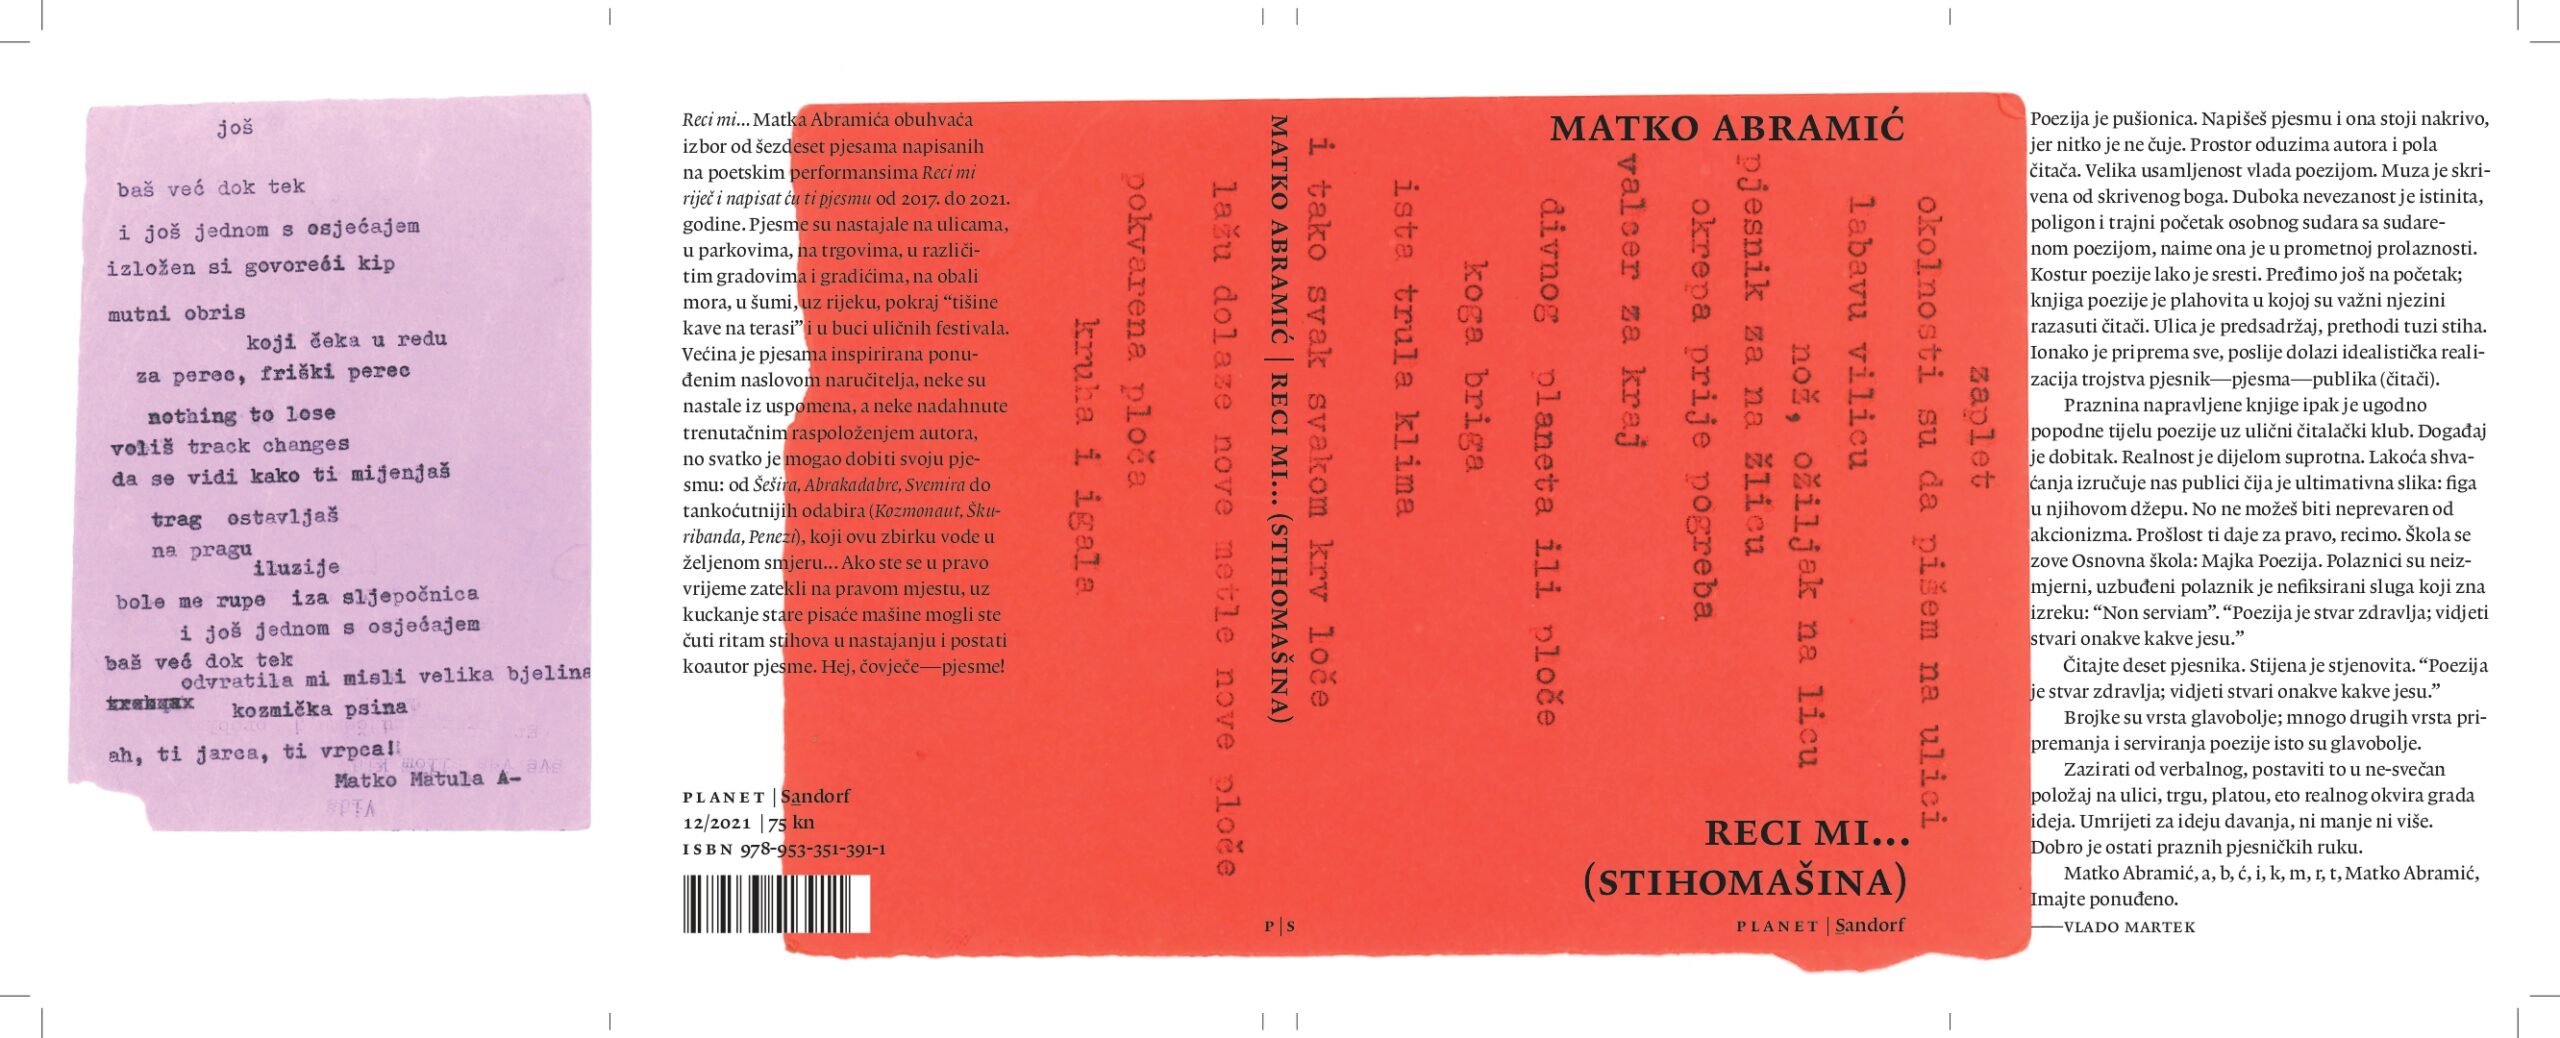 još
baš već dok tek
i još jednom s osjećajem
izložen si govoreći kip
mutni obris
koji čeka u redu
za perec, friški perec
nothing to lose
voliš track changes
da se vidi kako ti mijenjaš
trag ostavljaš
na pragu
iluzije
bole me rupe iza sljepočnica
i još jednom s osjećajem
baš već dok tek
odvratila mi misli velika bjelina
kozmička psina
ah, ti jarca, ti vrpca!
Matko Matula A-
Reci mi... Matka Abramića obuhvaća
izbor od šezdeset pjesama napisanih
na poetskim performansima Reci mi
riječ i napisat ću ti pjesmu od 2017. do 2021.
godine. Pjesme su nastajale na ulicama,
u parkovima, na trgovima, u različi-
tim gradovima i gradićima, na obali
mora, u šumi, uz rijeku, pokraj “tišine
kave na terasi” i u buci uličnih festivala.
Većina je pjesama inspirirana ponu-
đenim naslovom naručitelja, neke su
nastale iz uspomena, a neke nadahnute
trenutačnim raspoloženjem autora,
no svatko je mogao dobiti svoju pje-
smu: od Šešira, Abrakadabre, Svemira do
tankoćutnijih odabira (Kozmonaut, Šku-
ribanda, Penezi), koji ovu zbirku vode u
željenom smjeru... Ako ste se u pravo
vrijeme zatekli na pravom mjestu, uz
kuckanje stare pisaće mašine mogli ste
čuti ritam stihova u nastajanju i postati
koautor pjesme. Hej, čovječe—pjesme!
PLANET | Sandorf
12/2021 | 75 kn
ISBN 978-953-351-391-1
MATKO ABRAMIĆ | RECI MI... (STIHOMAŠINA)
P|S
MATKO ABRAMIĆ
zaplet
okolnosti su da pišem na ulici
labavu vilicu
nož, ožiljak na licu
pjesnik za na žlicu
okrepa prije pogreba
valcer za kraj
divnog planeta ili ploče
koga briga
ista trula klima
i tako svak svakom krv loče
lažu dolaze nove metle nove ploče
pokvarena ploča
kruha i igala
RECI MI...
(STIHOMAŠINA)
PLANET | Sandorf
Poezija je pušionica. Napišeš pjesmu i ona stoji nakrivo,
jer nitko je ne čuje. Prostor oduzima autora i pola
čitača. Velika usamljenost vlada poezijom. Muza je skri-
vena od skrivenog boga. Duboka nevezanost je istinita,
poligon i trajni početak osobnog sudara sa sudare-
nom poezijom, naime ona je u prometnoj prolaznosti.
Kostur poezije lako je sresti. Pređimo još na početak;
knjiga poezije je plahovita u kojoj su važni njezini
razasuti čitači. Ulica je predsadržaj, prethodi tuzi stiha.
Ionako je priprema sve, poslije dolazi idealistička reali-
zacija trojstva pjesnik—pjesma—publika (čitači).
Praznina napravljene knjige ipak je ugodno
popodne tijelu poezije uz ulični čitalački klub. Događaj
je dobitak. Realnost je dijelom suprotna. Lakoća shva-
ćanja izručuje nas publici čija je ultimativna slika: figa
u njihovom džepu. No ne možeš biti neprevaren od
akcionizma. Prošlost ti daje za pravo, recimo. Škola se
zove Osnovna škola: Majka Poezija. Polaznici su neiz-
mjerni, uzbuđeni polaznik je nefiksirani sluga koji zna
izreku: “Non serviam”. “Poezija je stvar zdravlja; vidjeti
stvari onakve kakve jesu.”
Čitajte deset pjesnika. Stijena je stjenovita. “Poezija
je stvar zdravlja; vidjeti stvari onakve kakve jesu.”
Brojke su vrsta glavobolje; mnogo drugih vrsta pri-
premanja i serviranja poezije isto su glavobolje.
Zazirati od verbalnog, postaviti to u ne-svečan
položaj na ulici, trgu, platou, eto realnog okvira grada
ideja. Umrijeti za ideju davanja, ni manje ni više.
Dobro je ostati praznih pjesničkih ruku.
Matko Abramić, a, b, ć, i, k, m, r, t, Matko Abramić,
Imajte ponuđeno.
—VLADO MARTEK